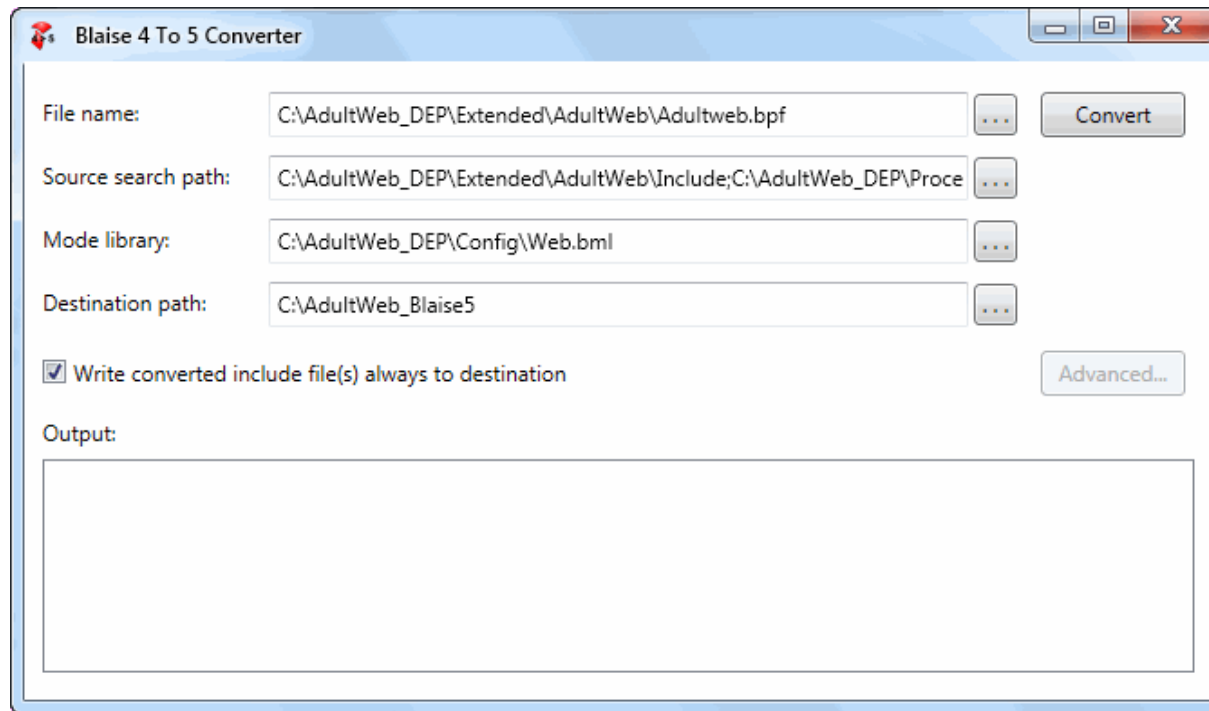 Blaise 4 To 5 Converter
File name: C:\AdultWeb_DEP\Extended\AdultWeb\Adultweb.bpf ... Convert
Source search path: C:\AdultWeb_DEP\Extended\AdultWeb\Include;C:\AdultWeb_DEP\Proce ...
Mode library: C:\AdultWeb_DEP\Config\Web.bml ...
Destination path: C:\AdultWeb_Blaise5 ...
Write converted include file(s) always to destination Advanced...
Output: